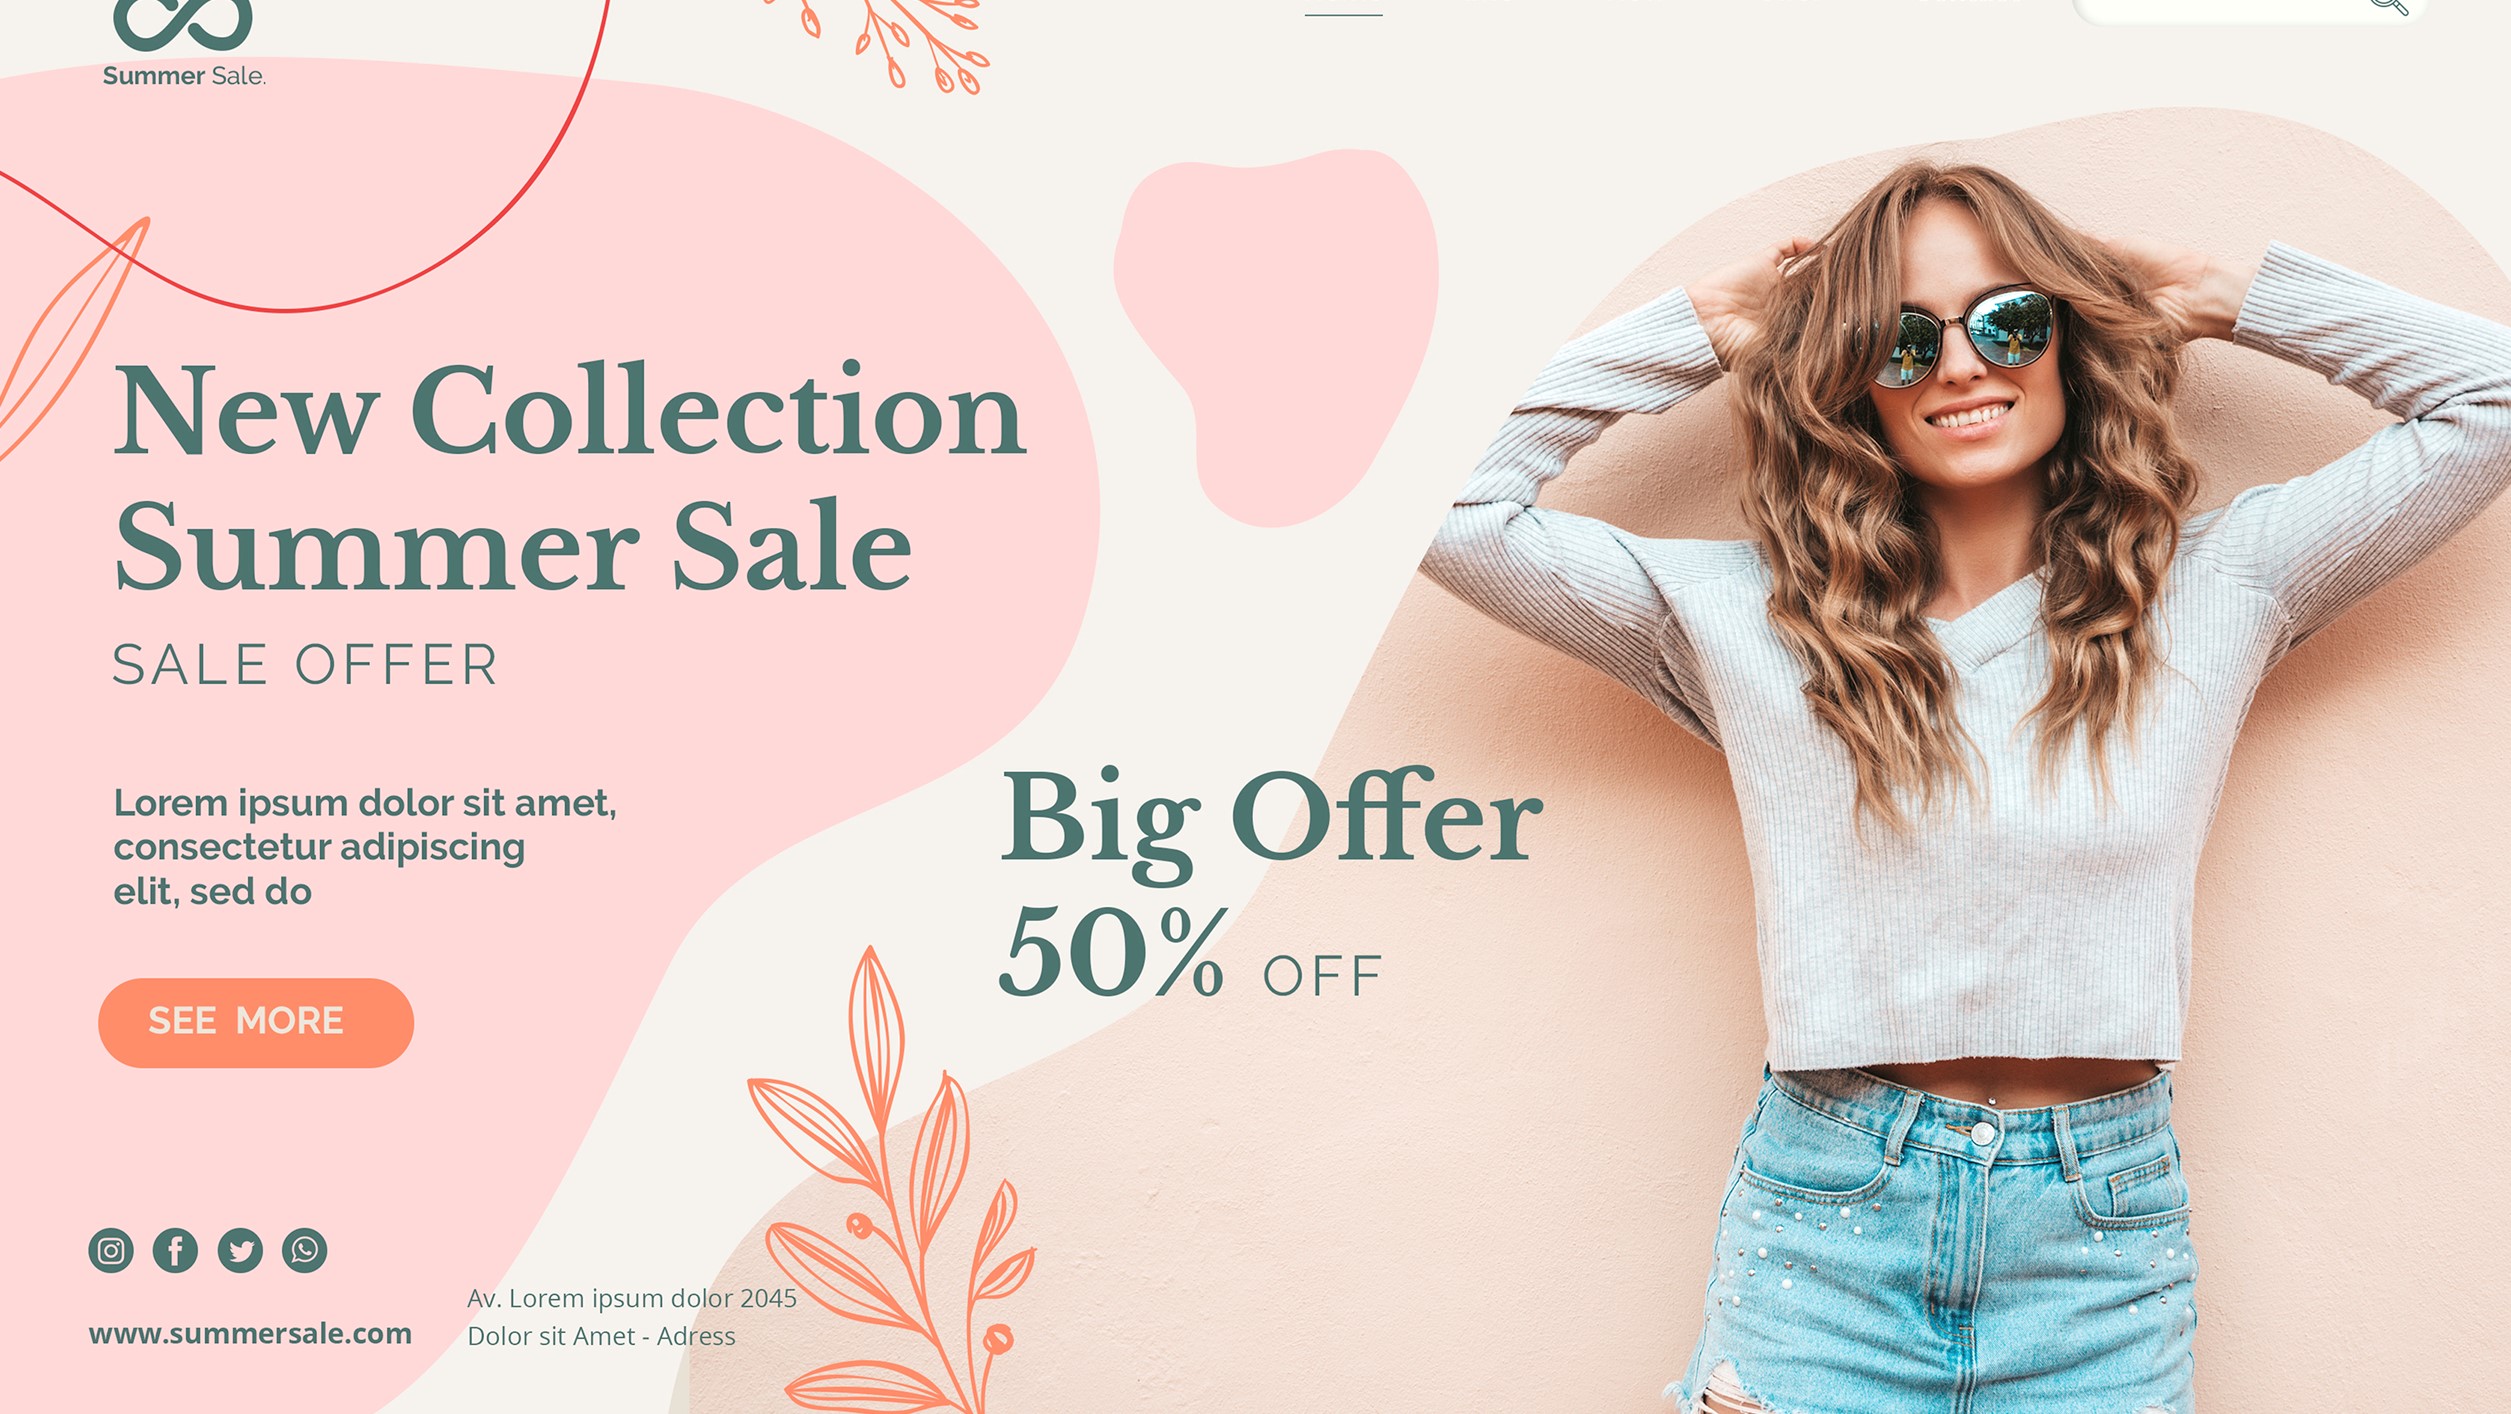 Summer Sale.
New Collection
Summer Sale
SALE OFFER
Lorem ipsum dolor sit amet,
consectetur adipiscing
elit, sed do
SEE MORE
Big Offer
50% OFF
www.summersale.com
Av. Lorem ipsum dolor 2045
Dolor sit Amet - Adress